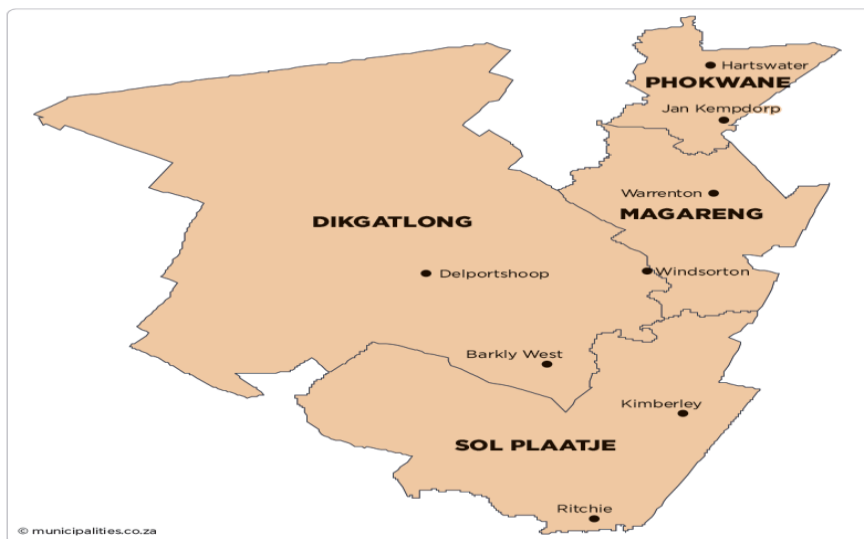 Hartswater
PHOKWANE
Jan Kempdorp
Warrenton
MAGARENG
DIKGATLONG
Delportshoop
Windsorton
Barkly West
Kimberley
SOL PLAATJE
Ritchie
© municipalities.co.za